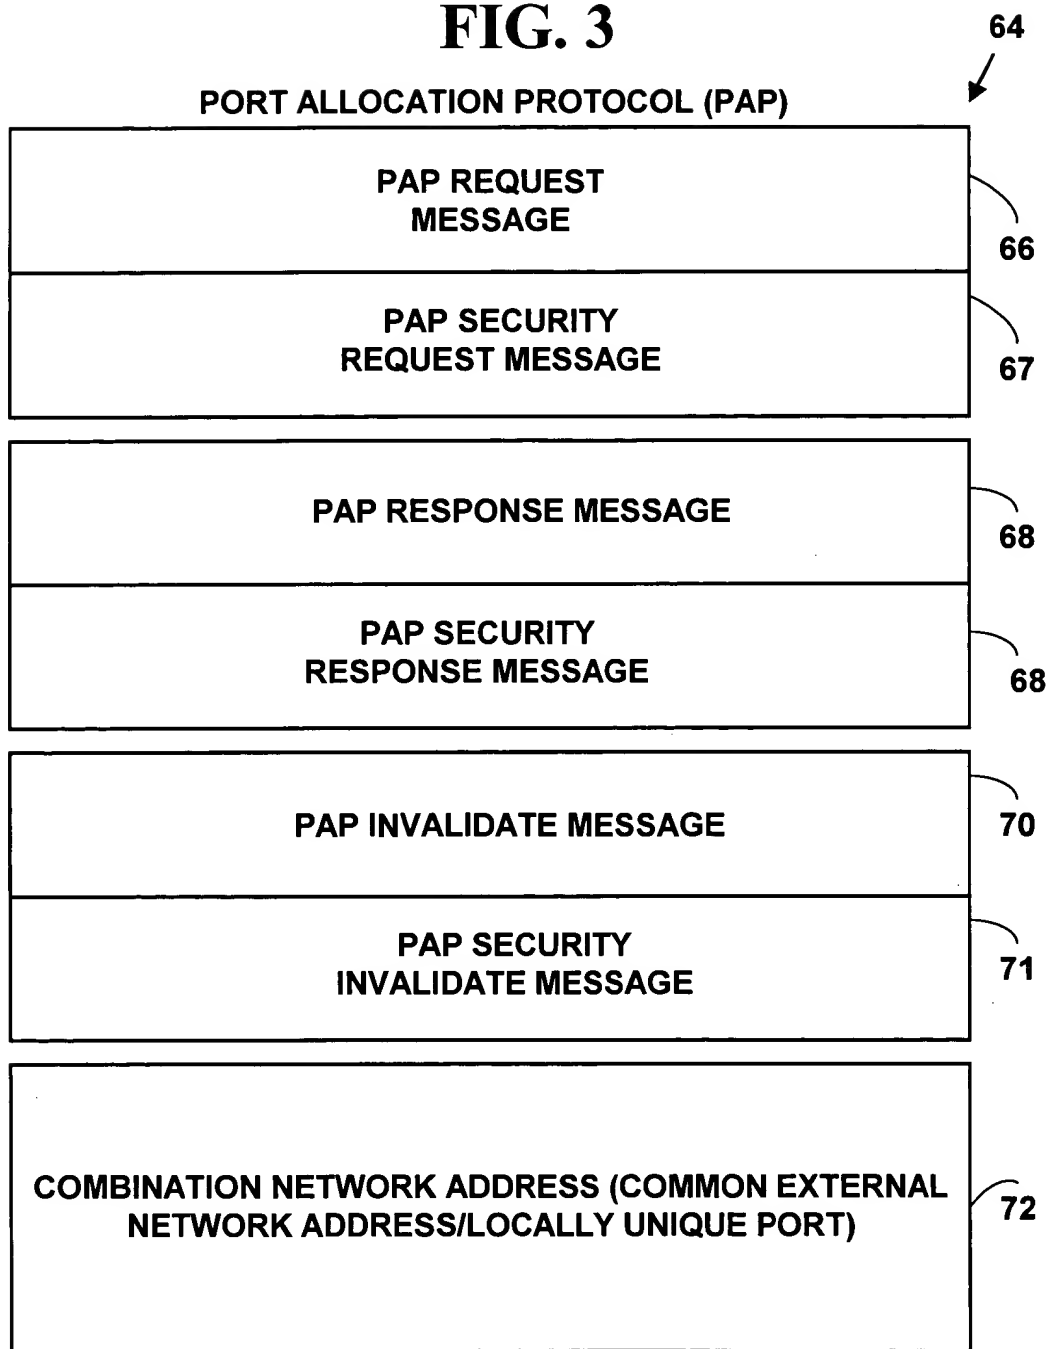 FIG. 3
64
PORT ALLOCATION PROTOCOL (PAP)
PAP REQUEST
MESSAGE
66
PAP SECURITY
REQUEST MESSAGE
67
PAP RESPONSE MESSAGE
68
PAP SECURITY
RESPONSE MESSAGE
68
PAP INVALIDATE MESSAGE
70
PAP SECURITY
INVALIDATE MESSAGE
71
COMBINATION NETWORK ADDRESS (COMMON EXTERNAL
NETWORK ADDRESS/LOCALLY UNIQUE PORT)
72